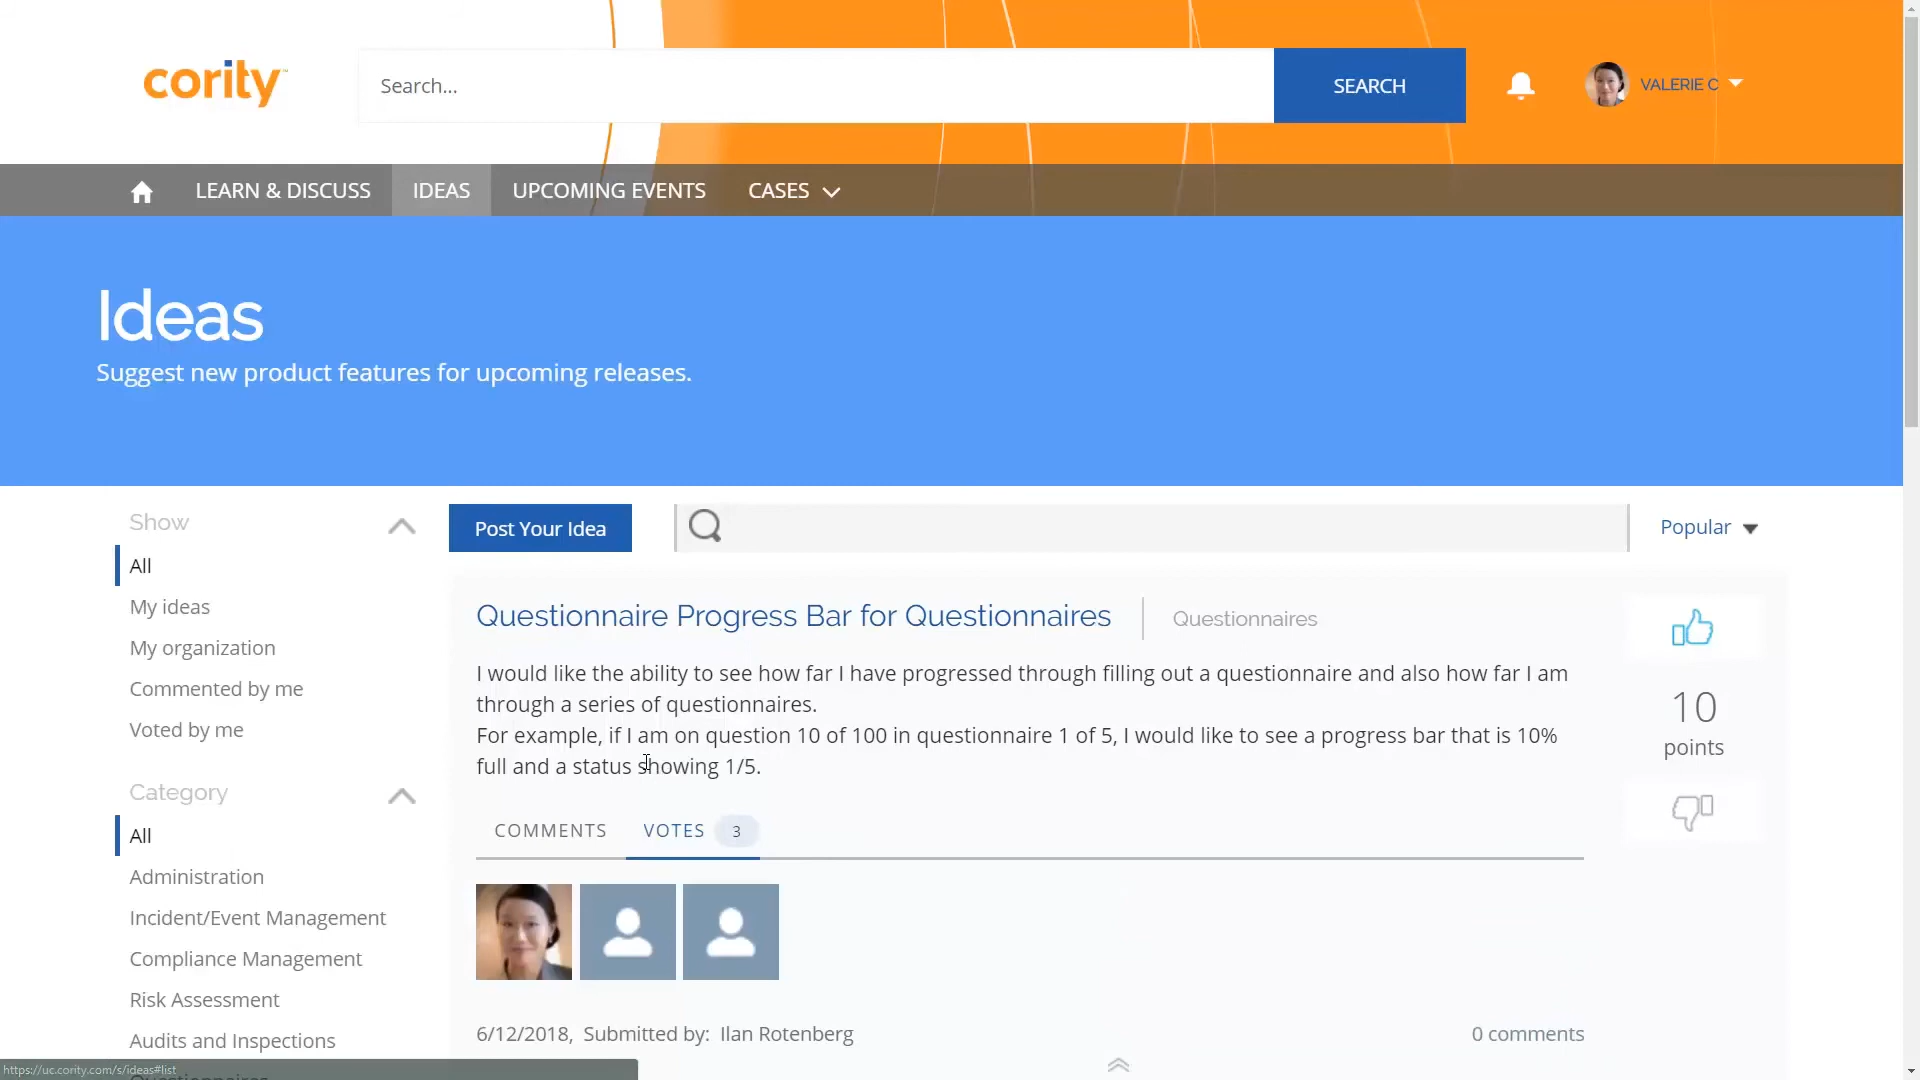 cority™
Search...
SEARCH
VALERIE C
LEARN & DISCUSS
IDEAS
UPCOMING EVENTS
CASES
Ideas
Suggest new product features for upcoming releases.
Show
All
My ideas
My organization
Commented by me
Voted by me
Category
All
Administration
Incident/Event Management
Compliance Management
Risk Assessment
Audits and Inspections
Post Your Idea
Popular
Questionnaire Progress Bar for Questionnaires
Questionnaires
I would like the ability to see how far I have progressed through filling out a questionnaire and also how far I am
through a series of questionnaires.
For example, if I am on question 10 of 100 in questionnaire 1 of 5, I would like to see a progress bar that is 10%
full and a status showing 1/5.
10
points
COMMENTS
VOTES 3
6/12/2018, Submitted by: Ilan Rotenberg
0 comments
https://uc.cority.com/s/ideas#list